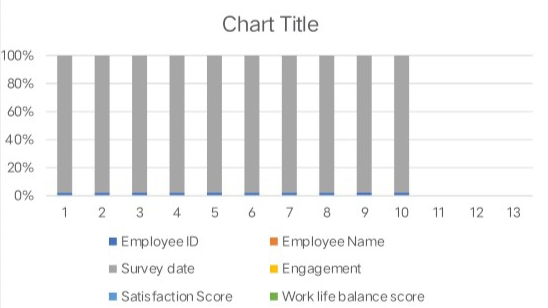 Chart Title
100%
80%
60%
40%
20%
0%
1 2 3 4 5 6 7 8 9 10 11 12 13
Employee ID Employee Name
Survey date Engagement
Satisfaction Score Work life balance score